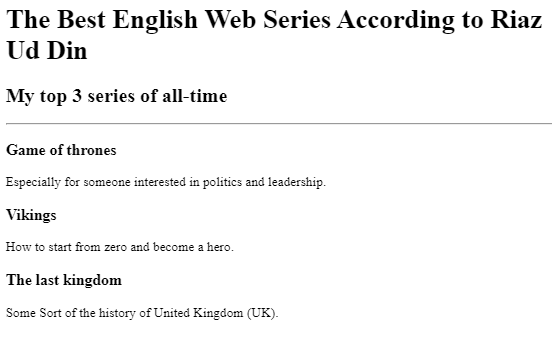 The Best English Web Series According to Riaz
Ud Din
My top 3 series of all-time
Game of thrones
Especially for someone interested in politics and leadership.
Vikings
How to start from zero and become a hero.
The last kingdom
Some Sort of the history of United Kingdom (UK).